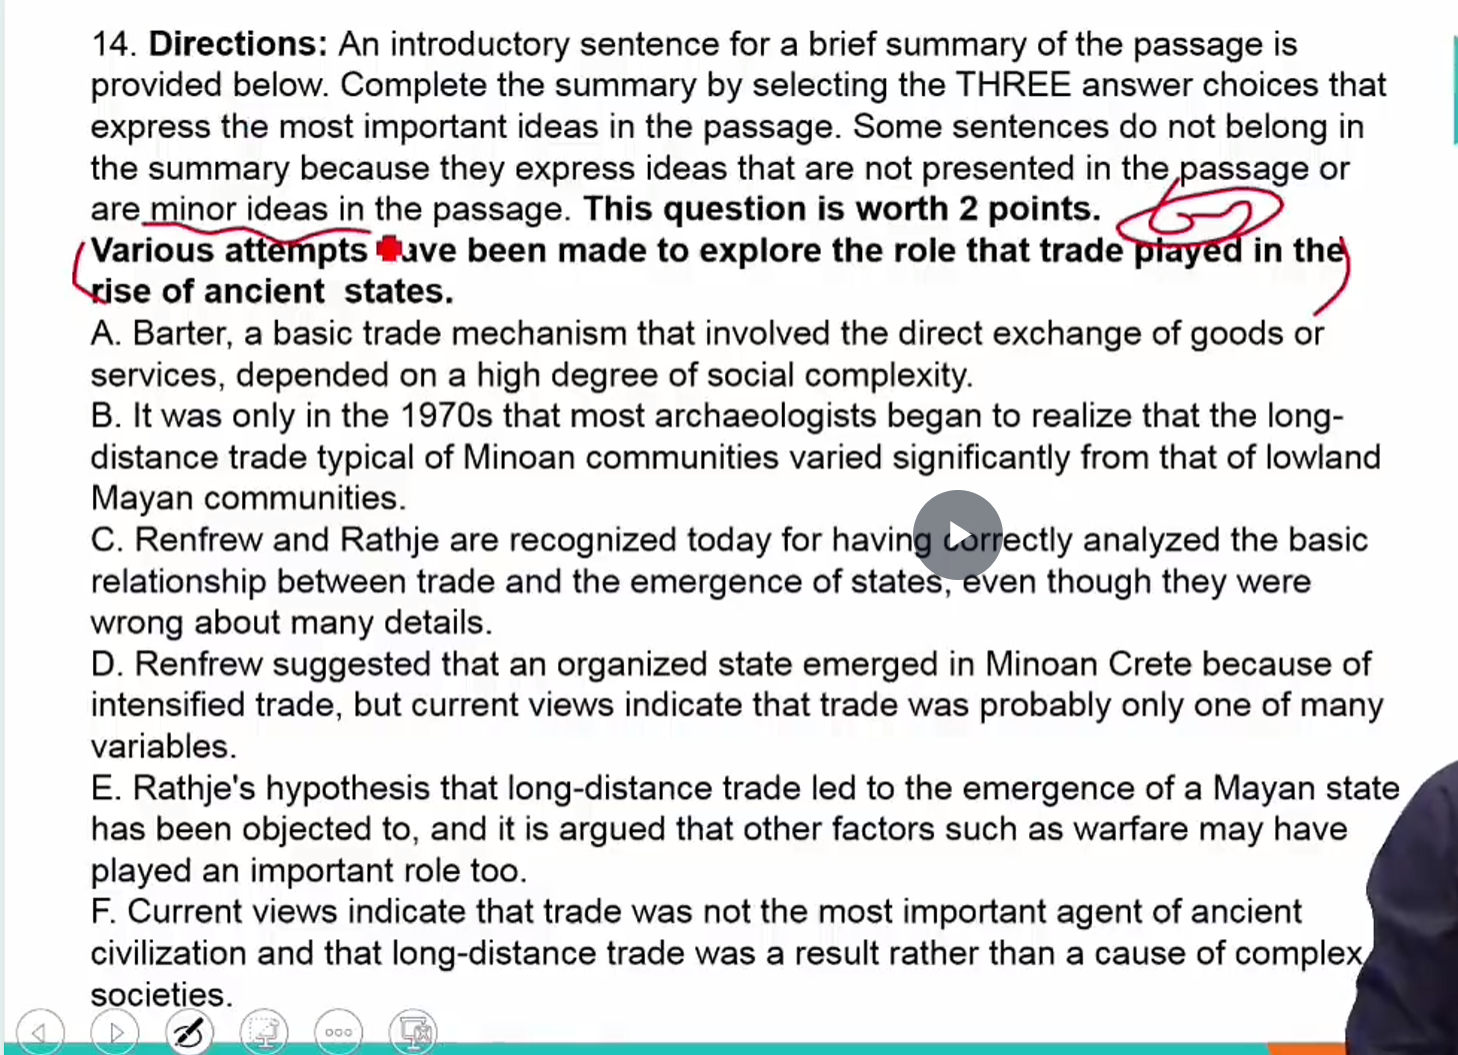 14. Directions: An introductory sentence for a brief summary of the passage is
provided below. Complete the summary by selecting the THREE answer choices that
express the most important ideas in the passage. Some sentences do not belong in
the summary because they express ideas that are not presented in the passage or
are minor ideas in the passage. This question is worth 2 points.
Various attempts have been made to explore the role that trade played in the
rise of ancient states.
A. Barter, a basic trade mechanism that involved the direct exchange of goods or
services, depended on a high degree of social complexity.
B. It was only in the 1970s that most archaeologists began to realize that the long-
distance trade typical of Minoan communities varied significantly from that of lowland
Mayan communities.
C. Renfrew and Rathje are recognized today for having correctly analyzed the basic
relationship between trade and the emergence of states, even though they were
wrong about many details.
D. Renfrew suggested that an organized state emerged in Minoan Crete because of
intensified trade, but current views indicate that trade was probably only one of many
variables.
E. Rathje's hypothesis that long-distance trade led to the emergence of a Mayan state
has been objected to, and it is argued that other factors such as warfare may have
played an important role too.
F. Current views indicate that trade was not the most important agent of ancient
civilization and that long-distance trade was a result rather than a cause of complex
societies.